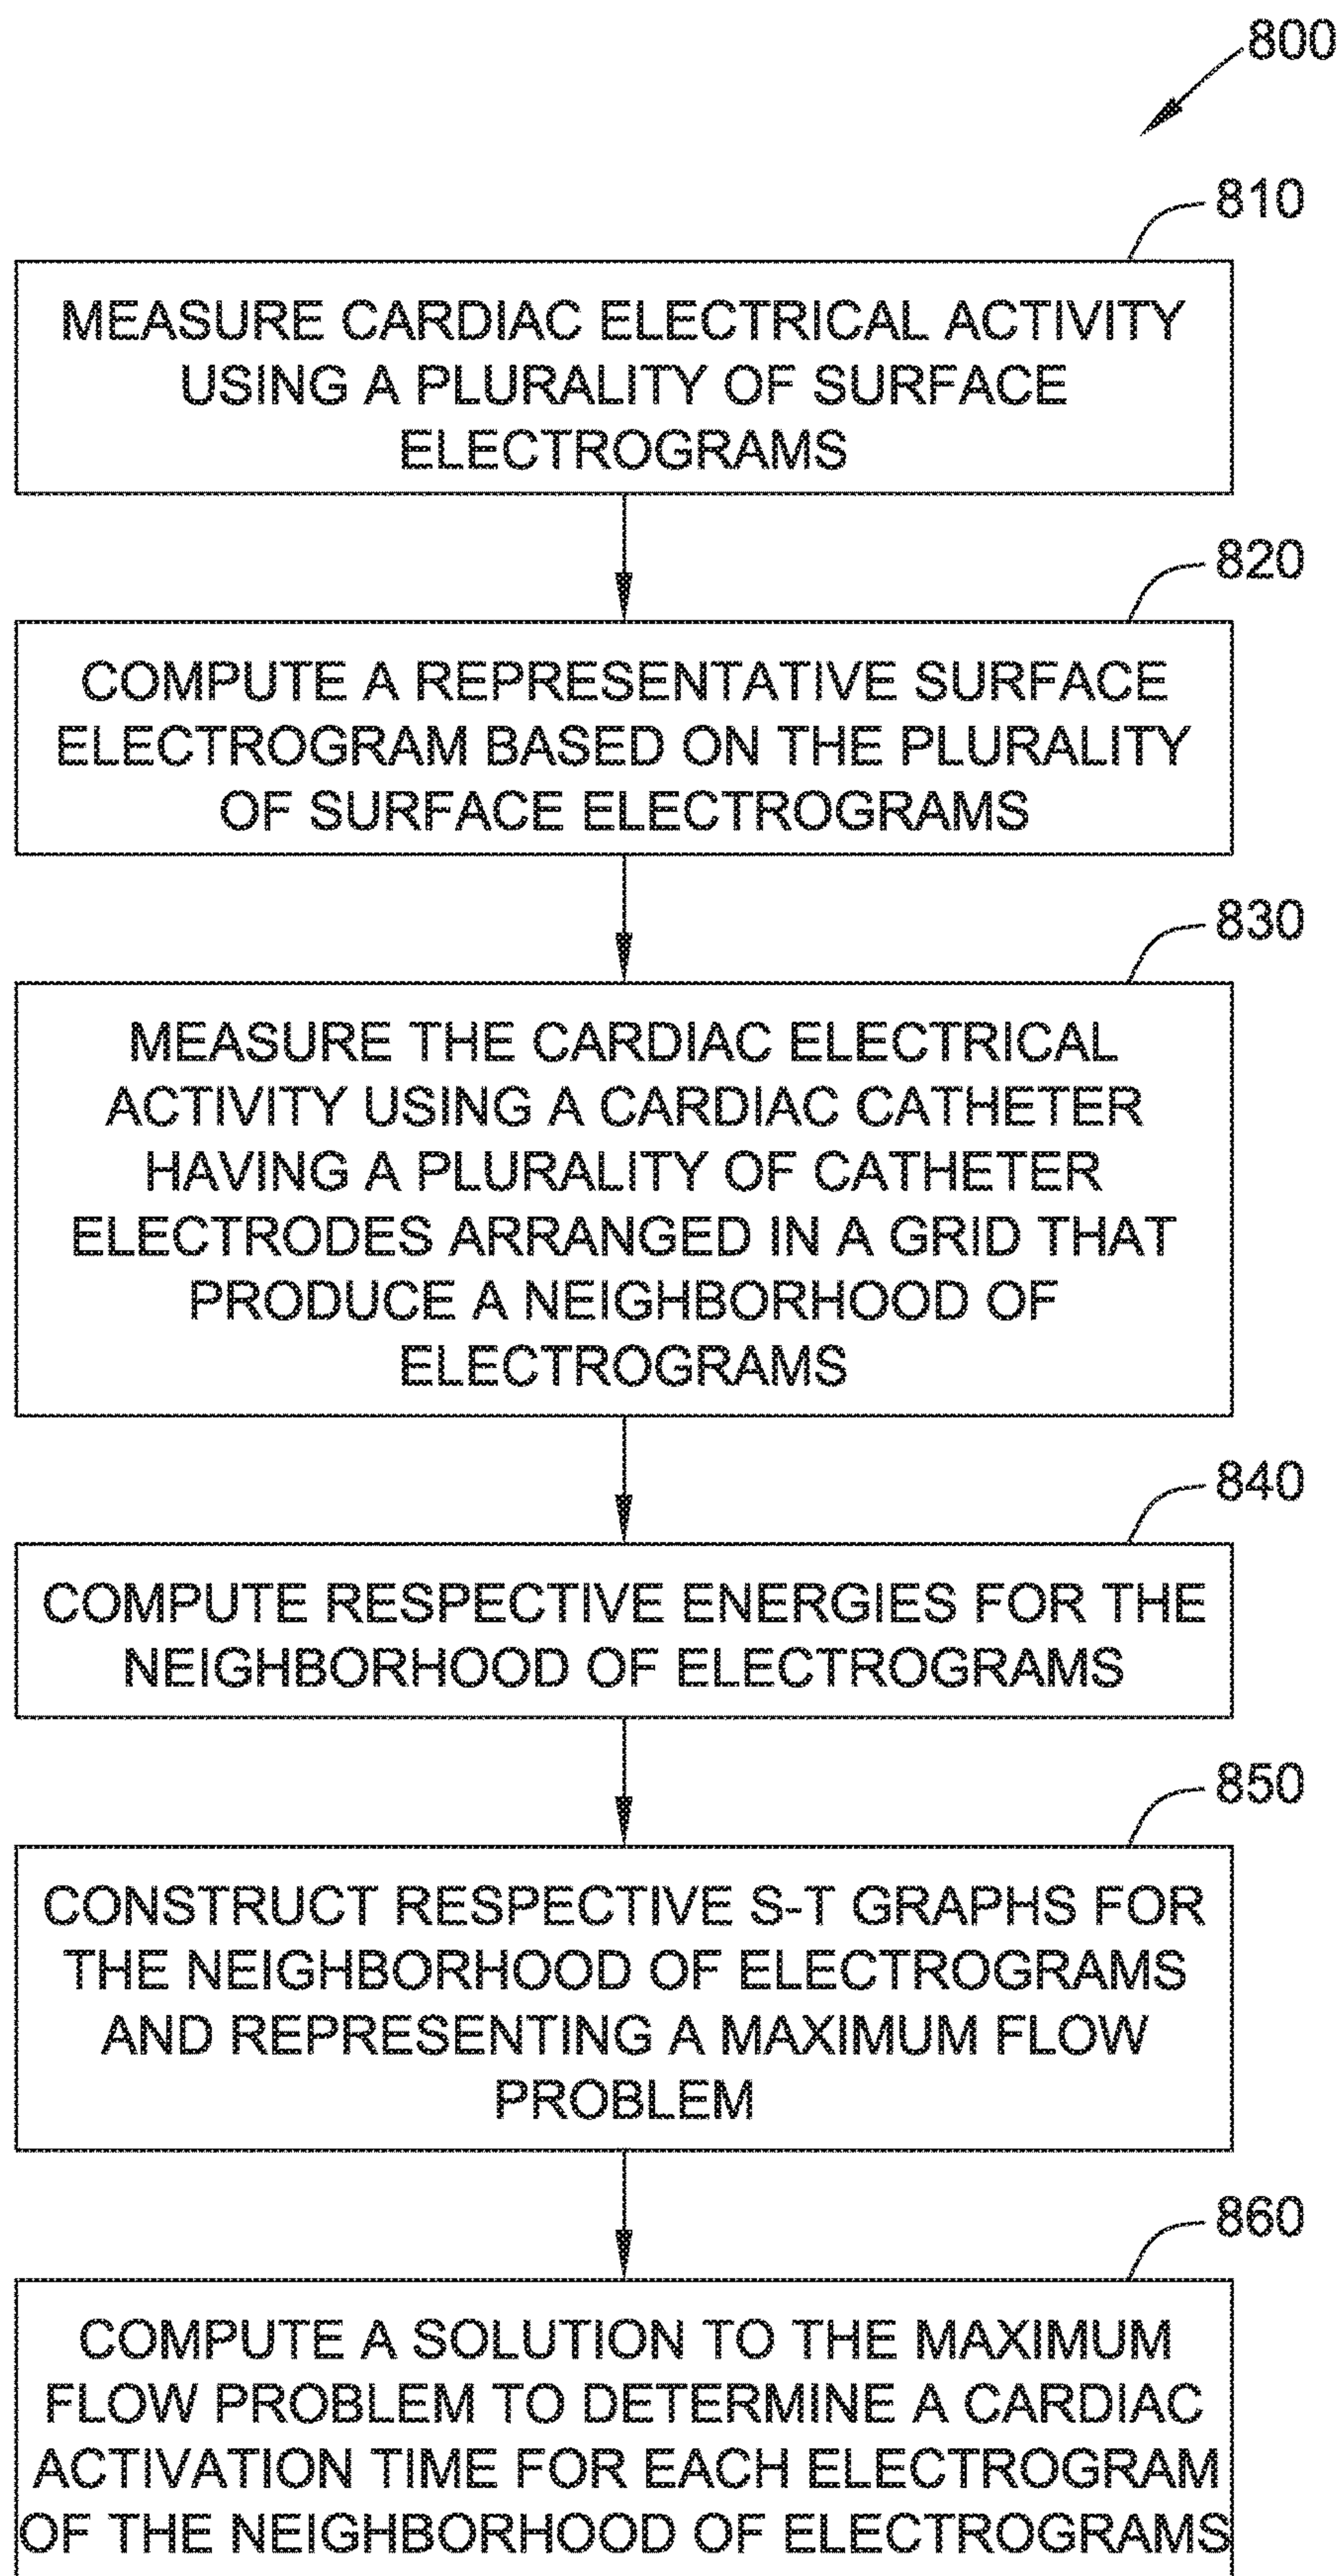 800
810
MEASURE CARDIAC ELECTRICAL ACTIVITY
USING A PLURALITY OF SURFACE
ELECTROGRAMS
820
COMPUTE A REPRESENTATIVE SURFACE
ELECTROGRAM BASED ON THE PLURALITY
OF SURFACE ELECTROGRAMS
830
MEASURE THE CARDIAC ELECTRICAL
ACTIVITY USING A CARDIAC CATHETER
HAVING A PLURALITY OF CATHETER
ELECTRODES ARRANGED IN A GRID THAT
PRODUCE A NEIGHBORHOOD OF
ELECTROGRAMS
840
COMPUTE RESPECTIVE ENERGIES FOR THE
NEIGHBORHOOD OF ELECTROGRAMS
850
CONSTRUCT RESPECTIVE S-T GRAPHS FOR
THE NEIGHBORHOOD OF ELECTROGRAMS
AND REPRESENTING A MAXIMUM FLOW
PROBLEM
860
COMPUTE A SOLUTION TO THE MAXIMUM
FLOW PROBLEM TO DETERMINE A CARDIAC
ACTIVATION TIME FOR EACH ELECTROGRAM
OF THE NEIGHBORHOOD OF ELECTROGRAMS